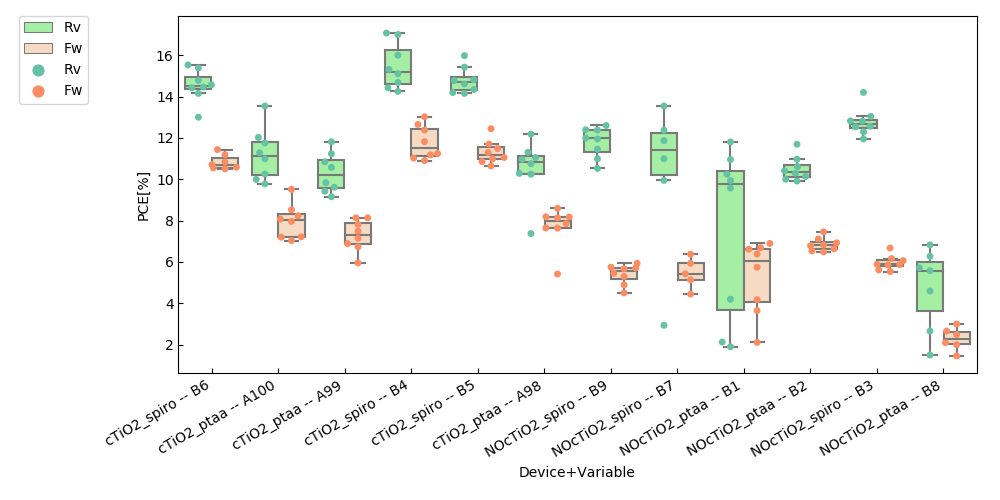 Rv
Fw
Rv
Fw
PCE[%]
16
14
12
10
8
6
4
2
cTiO2_spiro -- B6
cTiO2_ptaa -- A100
cTiO2_ptaa -- A99
cTiO2_spiro -- B4
cTiO2_spiro -- B5
cTiO2_ptaa -- A98
NOcTiO2_spiro -- B9
NOcTiO2_spiro -- B7
NOcTiO2_ptaa -- B1
NOcTiO2_ptaa -- B2
NOcTiO2_spiro -- B3
NOcTiO2_ptaa -- B8
Device+Variable